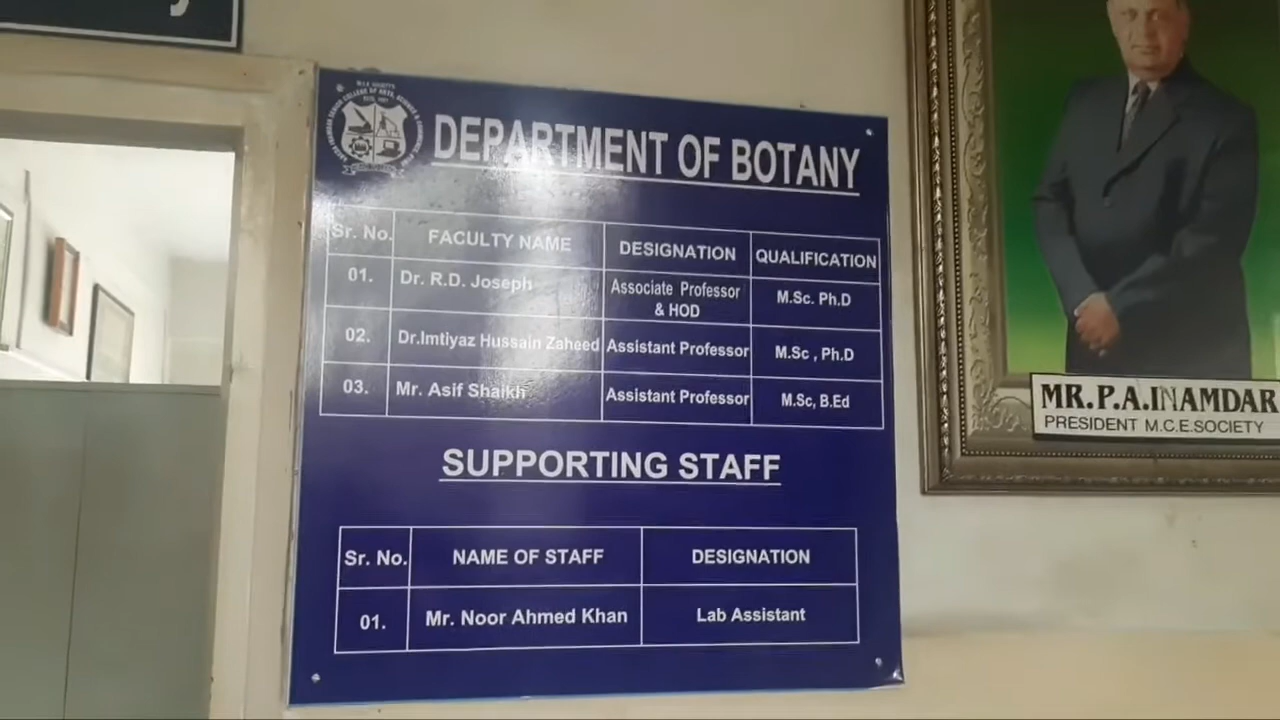 DEPARTMENT OF BOTANY
Sr. No. FACULTY NAME DESIGNATION QUALIFICATION
01. Dr. R.D. Joseph Associate Professor & HOD M.Sc. Ph.D
02. Dr.Imtiyaz Hussain Zaheed Assistant Professor M.Sc , Ph.D
03. Mr. Asif Shaikh Assistant Professor M.Sc, B.Ed
SUPPORTING STAFF
Sr. No. NAME OF STAFF DESIGNATION
01. Mr. Noor Ahmed Khan Lab Assistant
MR.P.A.INAMDAR
PRESIDENT M.C.E.SOCIETY